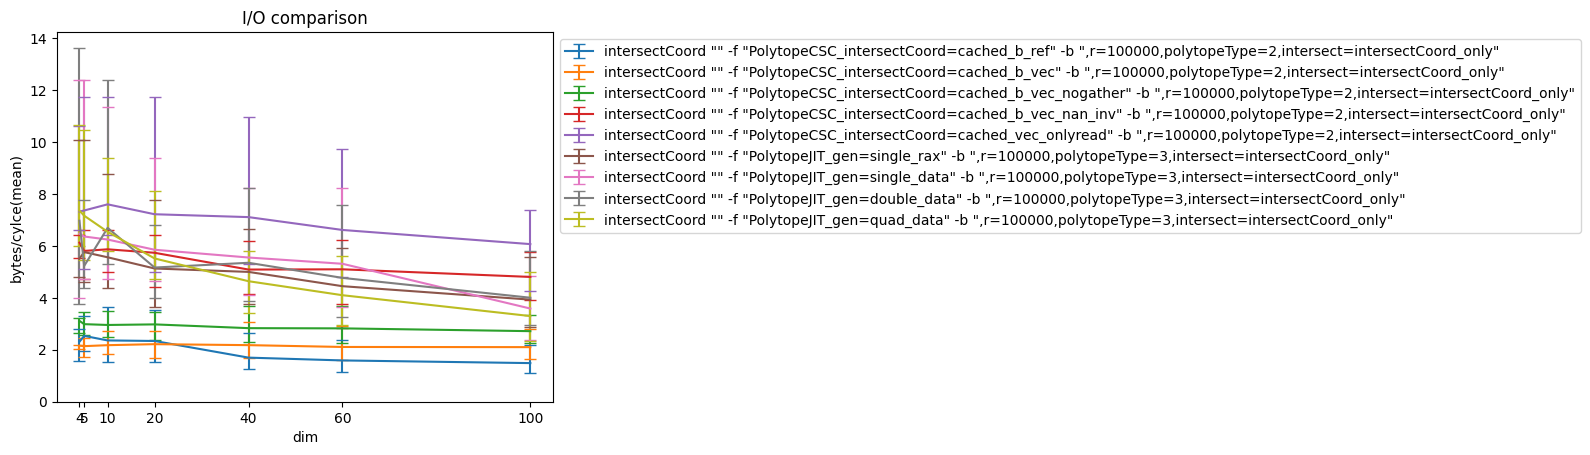 I/O comparison
14
12
10
8
6
4
2
0
bytes/cylce(mean)
4
5
10
20
40
60
100
dim
intersectCoord "" -f "PolytopeCSC_intersectCoord=cached_b_ref" -b ",r=100000,polytopeType=2,intersect=intersectCoord_only"
intersectCoord "" -f "PolytopeCSC_intersectCoord=cached_b_vec" -b ",r=100000,polytopeType=2,intersect=intersectCoord_only"
intersectCoord "" -f "PolytopeCSC_intersectCoord=cached_b_vec_nogather" -b ",r=100000,polytopeType=2,intersect=intersectCoord_only"
intersectCoord "" -f "PolytopeCSC_intersectCoord=cached_b_vec_nan_inv" -b ",r=100000,polytopeType=2,intersect=intersectCoord_only"
intersectCoord "" -f "PolytopeCSC_intersectCoord=cached_vec_onlyread" -b ",r=100000,polytopeType=2,intersect=intersectCoord_only"
intersectCoord "" -f "PolytopeJIT_gen=single_rax" -b ",r=100000,polytopeType=3,intersect=intersectCoord_only"
intersectCoord "" -f "PolytopeJIT_gen=single_data" -b ",r=100000,polytopeType=3,intersect=intersectCoord_only"
intersectCoord "" -f "PolytopeJIT_gen=double_data" -b ",r=100000,polytopeType=3,intersect=intersectCoord_only"
intersectCoord "" -f "PolytopeJIT_gen=quad_data" -b ",r=100000,polytopeType=3,intersect=intersectCoord_only"